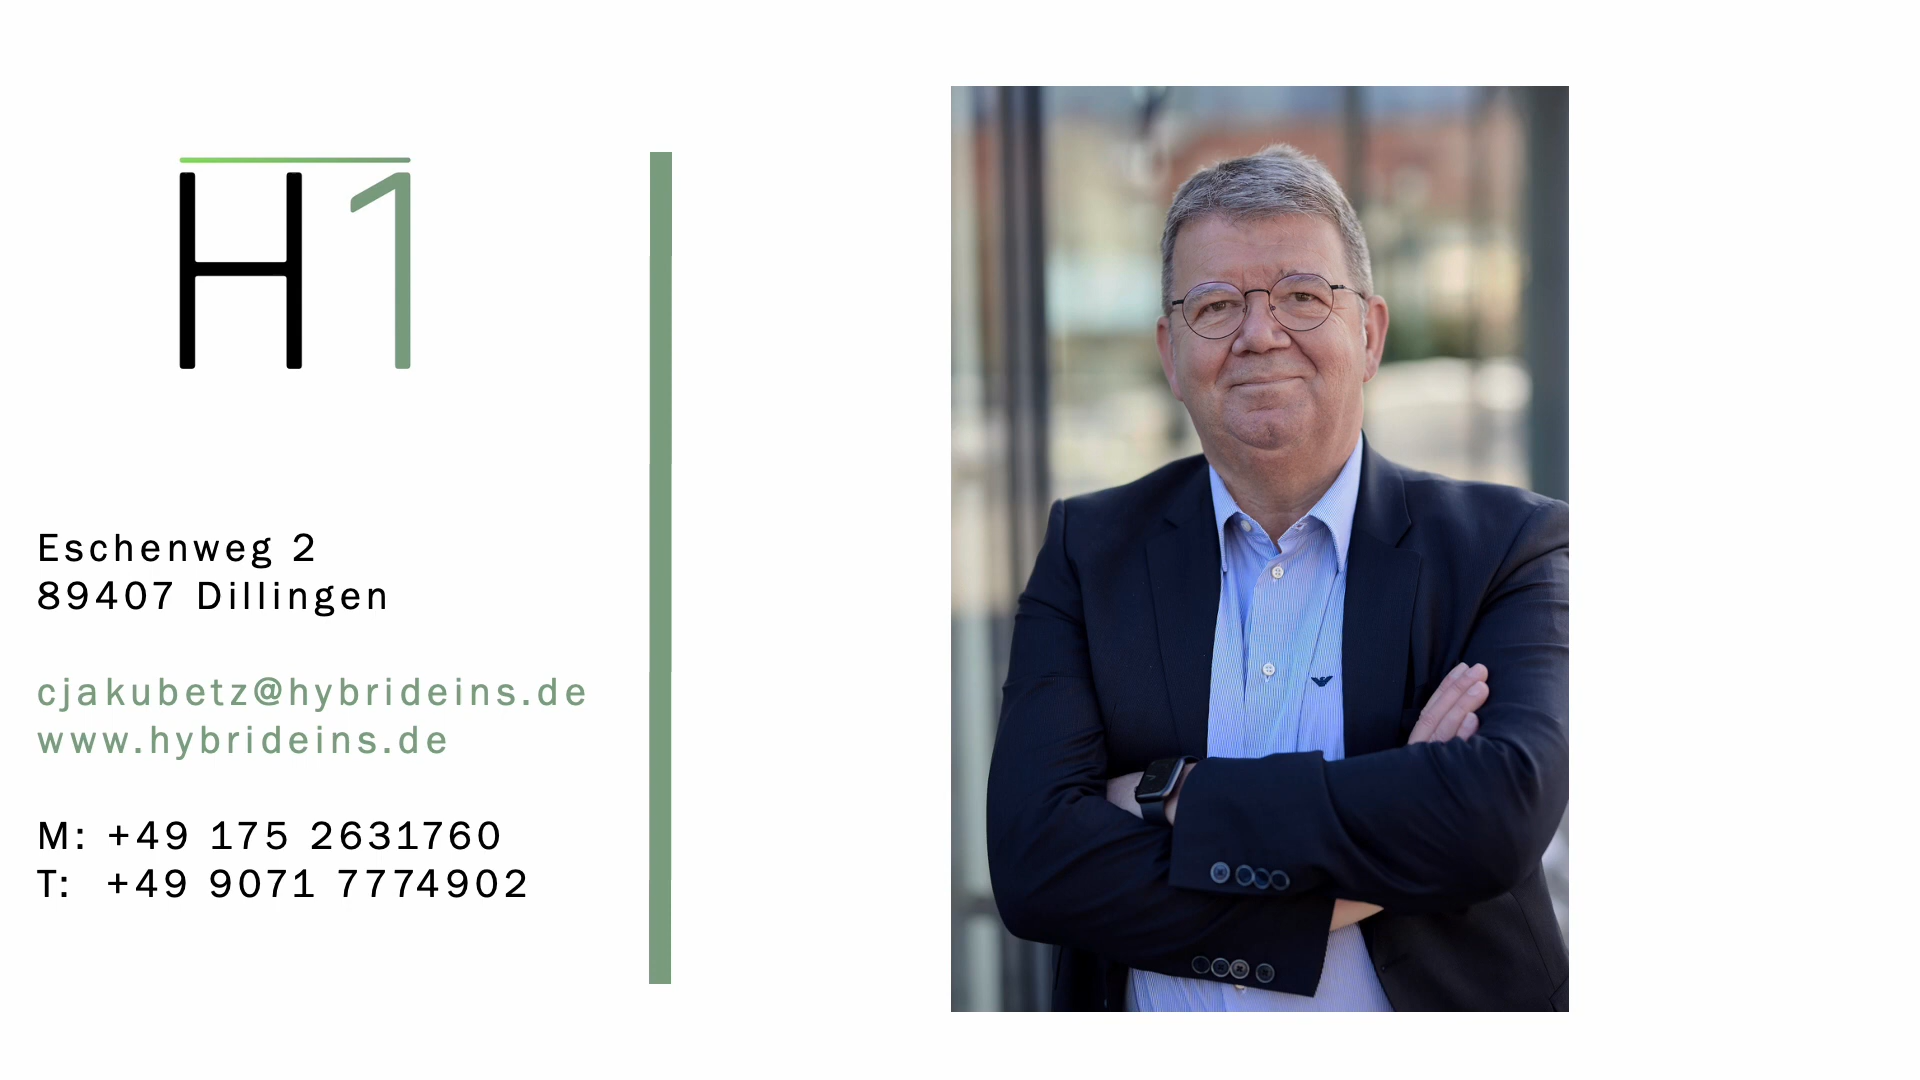 H1
Eschenweg 2
89407 Dillingen
cjakubetz@hybrideins.de
www.hybrideins.de
M: +49 175 2631760
T: +49 9071 7774902